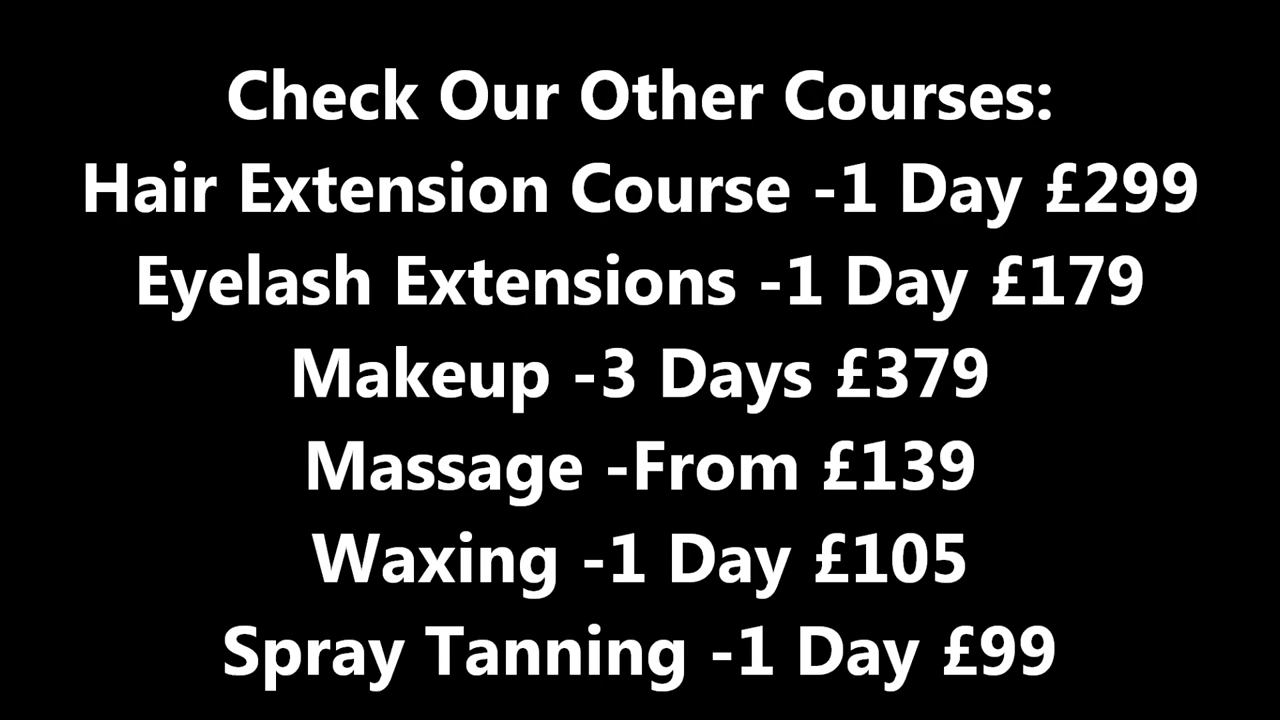 Check Our Other Courses:
Hair Extension Course -1 Day £299
Eyelash Extensions -1 Day £179
Makeup -3 Days £379
Massage -From £139
Waxing -1 Day £105
Spray Tanning -1 Day £99